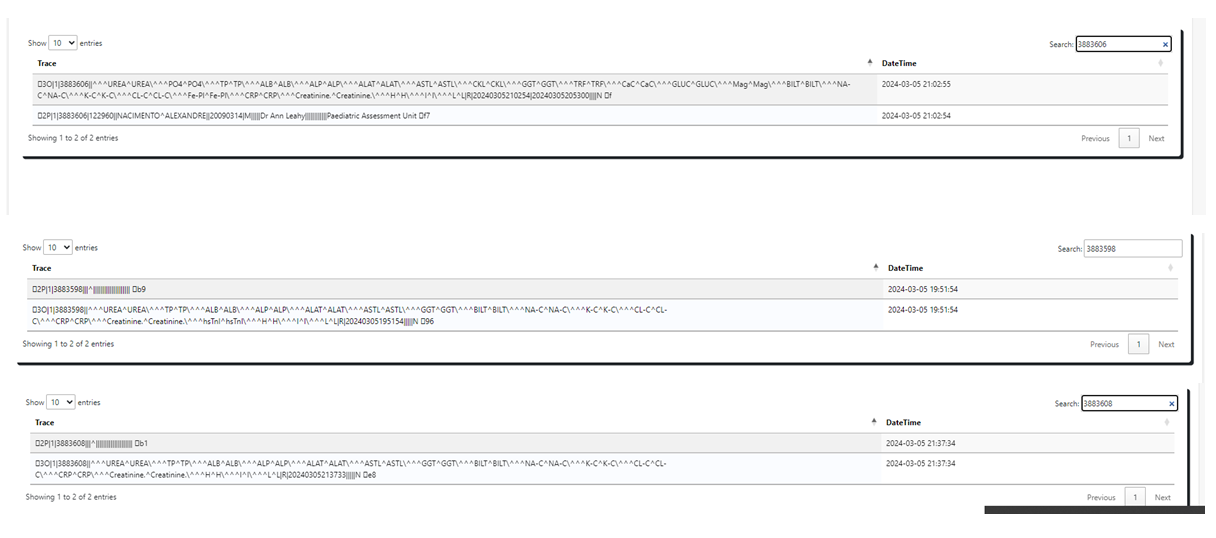 Show 10 entries Search: 3883606 ×
Trace DateTime
□3O|1|3883606||^^^UREA^UREA\^^^PO4^PO4\^^^TP^TP\^^^ALB^ALB\^^^ALP^ALP\^^^ALAT^ALAT\^^^ASTL^ASTL\^^^CKL^CKL\^^^GGT^GGT\^^^TRF^TRF\^^^CaC^CaC\^^^GLUC^GLUC\^^^Mag^Mag\^^^BILT^BILT\^^^NA- 2024-03-05 21:02:55
C^NA-C\^^^K-C^K-C\^^^CL-C^CL-C\^^^Fe-PI^Fe-PI\^^^CRP^CRP\^^^Creatinine.^Creatinine.\^^^H^H\^^^I^I\^^^L^L|R|20240305210254|20240305205300||||N □f
□2P|1|3883606|122960||NACIMENTO^ALEXANDRE||20090314|M|||||Dr Ann Leahy||||||||||||Paediatric Assessment Unit □f7 2024-03-05 21:02:54
Showing 1 to 2 of 2 entries Previous 1 Next
Show 10 entries Search: 3883598
Trace DateTime
□2P|1|3883598|||^||||||||||||||||||||| □b9 2024-03-05 19:51:54
□3O|1|3883598||^^^UREA^UREA\^^^TP^TP\^^^ALB^ALB\^^^ALP^ALP\^^^ALAT^ALAT\^^^ASTL^ASTL\^^^GGT^GGT\^^^BILT^BILT\^^^NA-C^NA-C\^^^K-C^K-C\^^^CL-C^CL- 2024-03-05 19:51:54
C\^^^CRP^CRP\^^^Creatinine.^Creatinine.\^^^hsTnI^hsTnI\^^^H^H\^^^I^I\^^^L^L|R|20240305195154|||||N □96
Showing 1 to 2 of 2 entries Previous 1 Next
Show 10 entries Search: 3883608 ×
Trace DateTime
□2P|1|3883608|||^||||||||||||||||||||| □b1 2024-03-05 21:37:34
□3O|1|3883608||^^^UREA^UREA\^^^TP^TP\^^^ALB^ALB\^^^ALP^ALP\^^^ALAT^ALAT\^^^ASTL^ASTL\^^^GGT^GGT\^^^BILT^BILT\^^^NA-C^NA-C\^^^K-C^K-C\^^^CL-C^CL- 2024-03-05 21:37:34
C\^^^CRP^CRP\^^^Creatinine.^Creatinine.\^^^H^H\^^^I^I\^^^L^L|R|20240305213733|||||N □e8
Showing 1 to 2 of 2 entries Previous 1 Next